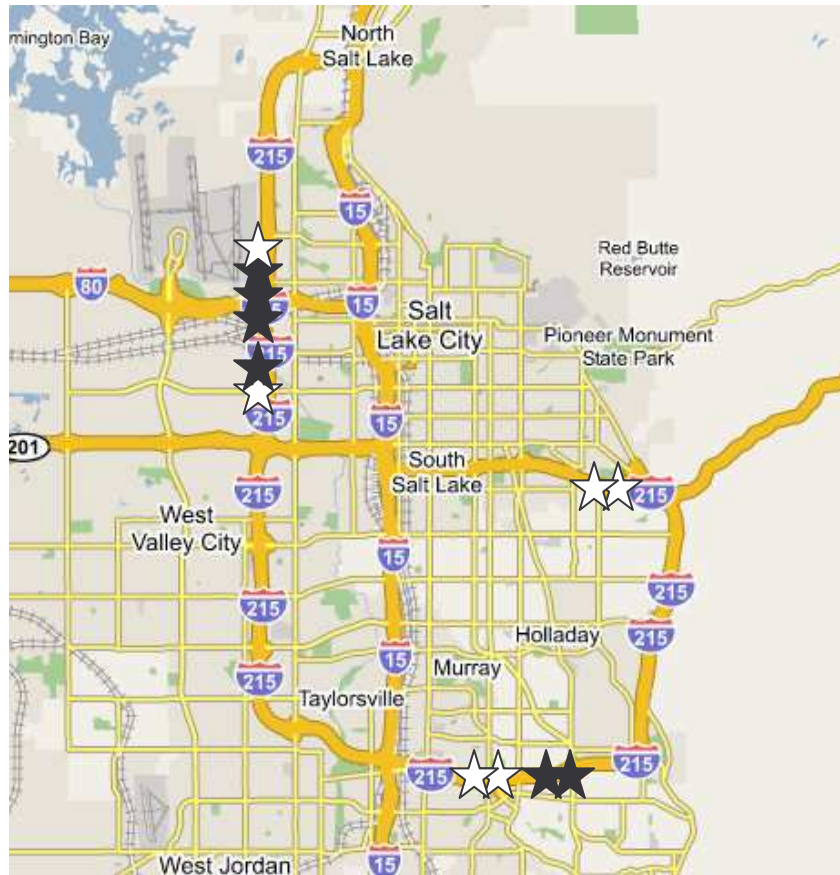 North
Salt Lake
mington Bay
215
15
Red Butte
Reservoir
80
15
Salt
Lake City
Pioneer Monument
State Park
215
15
201
South
Salt Lake
215
215
West
Valley City
15
215
215
Holladay
215
15
Murray
215
Taylorsville
215
215
West Jordan
15